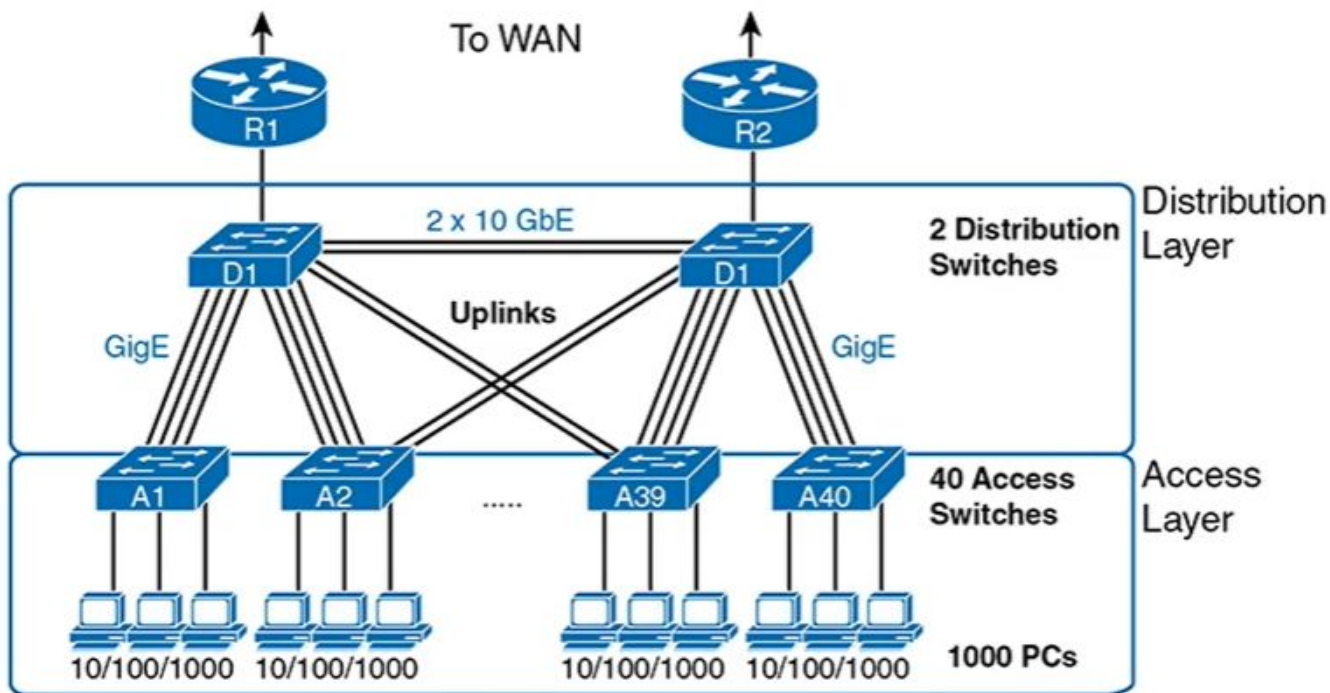 To WAN
R1
R2
Distribution
Layer
2 x 10 GbE
2 Distribution
Switches
D1
D1
Uplinks
GigE
GigE
A1
A2
.....
A39
A40
40 Access
Switches
Access
Layer
10/100/1000
10/100/1000
10/100/1000
10/100/1000
1000 PCs